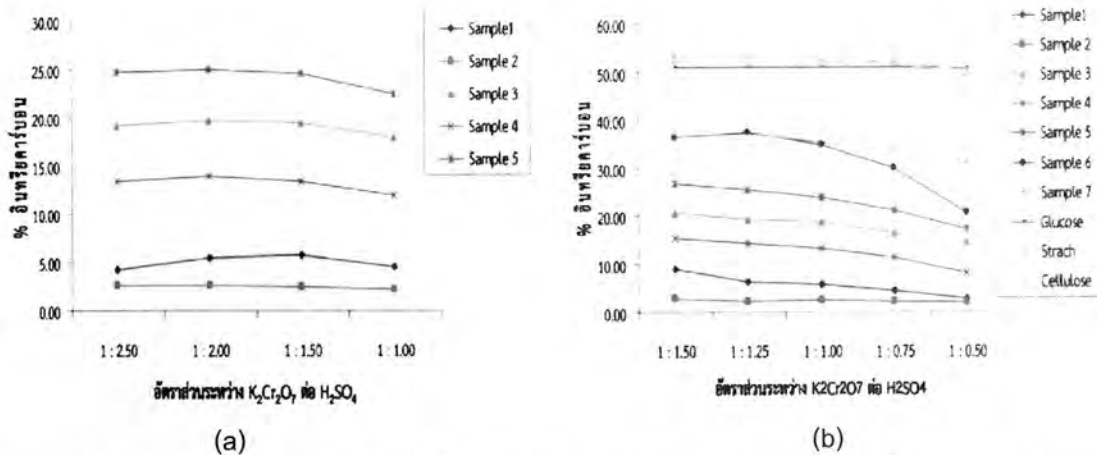 30.00
25.00
20.00
15.00
10.00
5.00
0.00
% อินทรียคาร์บอน
1:2.50
1:2.00
1:1.50
1:1.00
อัตราส่วนระหว่าง K₂Cr₂O₇ ต่อ H₂SO₄
Sample1
Sample 2
Sample 3
Sample 4
Sample 5
(a)
60.00
50.00
40.00
30.00
20.00
10.00
0.00
% อินทรียคาร์บอน
1:1.50
1:1.25
1:1.00
1:0.75
1:0.50
อัตราส่วนระหว่าง K2Cr2O7 ต่อ H2SO4
Sample1
Sample 2
Sample 3
Sample 4
Sample 5
Sample 6
Sample 7
Glucose
Strach
Cellulose
(b)